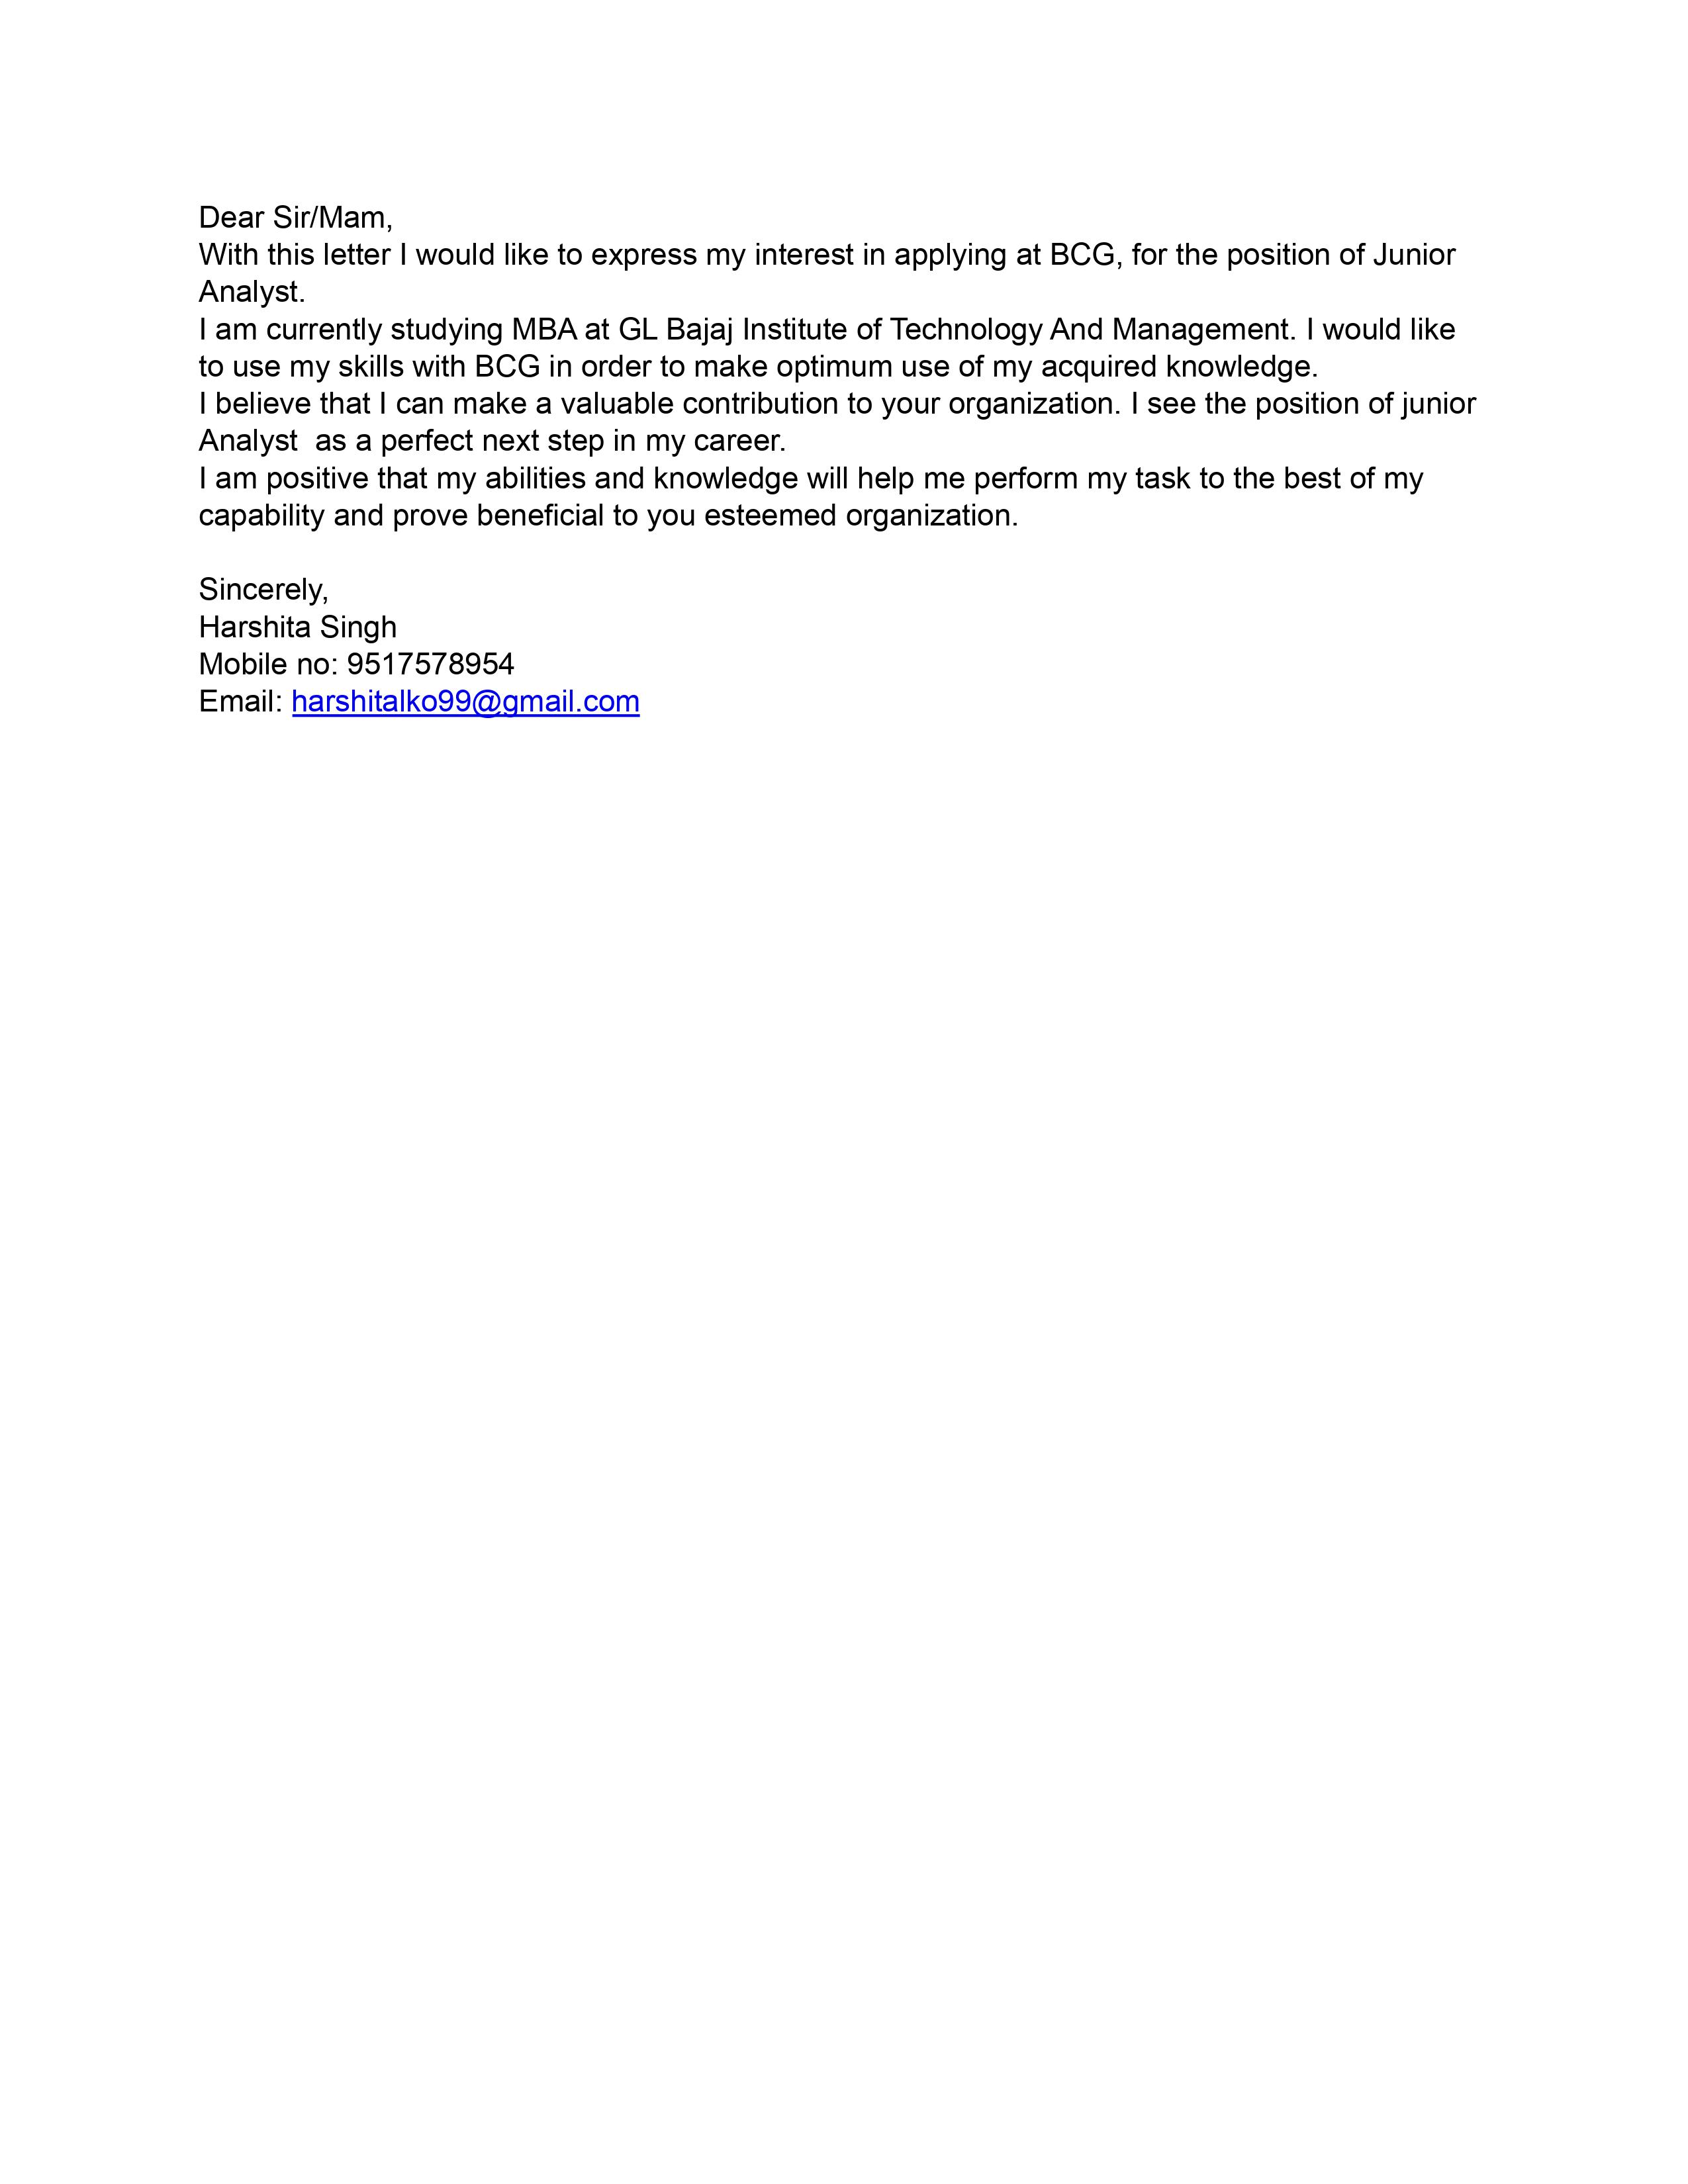 Dear Sir/Mam,
With this letter I would like to express my interest in applying at BCG, for the position of Junior
Analyst.
I am currently studying MBA at GL Bajaj Institute of Technology And Management. I would like
to use my skills with BCG in order to make optimum use of my acquired knowledge.
I believe that I can make a valuable contribution to your organization. I see the position of junior
Analyst  as a perfect next step in my career.
I am positive that my abilities and knowledge will help me perform my task to the best of my
capability and prove beneficial to you esteemed organization.

Sincerely,
Harshita Singh
Mobile no: 9517578954
Email: harshitalko99@gmail.com